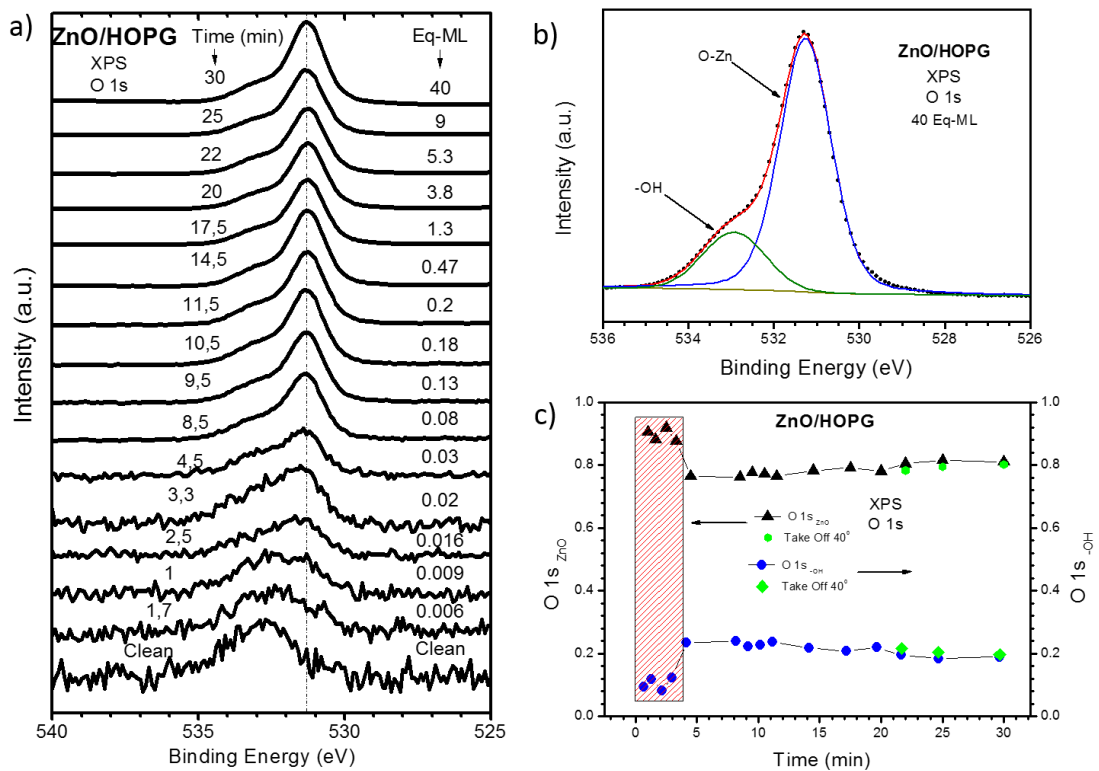 a)
ZnO/HOPG Time (min) Eq-ML
XPS
O 1s
30 40
25 9
22 5.3
20 3.8
17,5 1.3
14,5 0.47
11,5 0.2
10,5 0.18
9,5 0.13
8,5 0.08
4,5 0.03
3,3 0.02
2,5 0.016
1 0.009
1,7 0.006
Clean Clean
Intensity (a.u.)
540 535 530 525
Binding Energy (eV)
b)
ZnO/HOPG
XPS
O 1s
40 Eq-ML
O-Zn
-OH
Intensity (a.u.)
536 534 532 530 528 526
Binding Energy (eV)
c)
ZnO/HOPG
XPS
O 1s
O 1s ZnO
Take Off 40°
O 1s -OH
Take Off 40°
1.0 1.0
0.8 0.8
0.6 0.6
0.4 0.4
0.2 0.2
0.0 0.0
O 1s ZnO
O 1s -OH
0 5 10 15 20 25 30
Time (min)